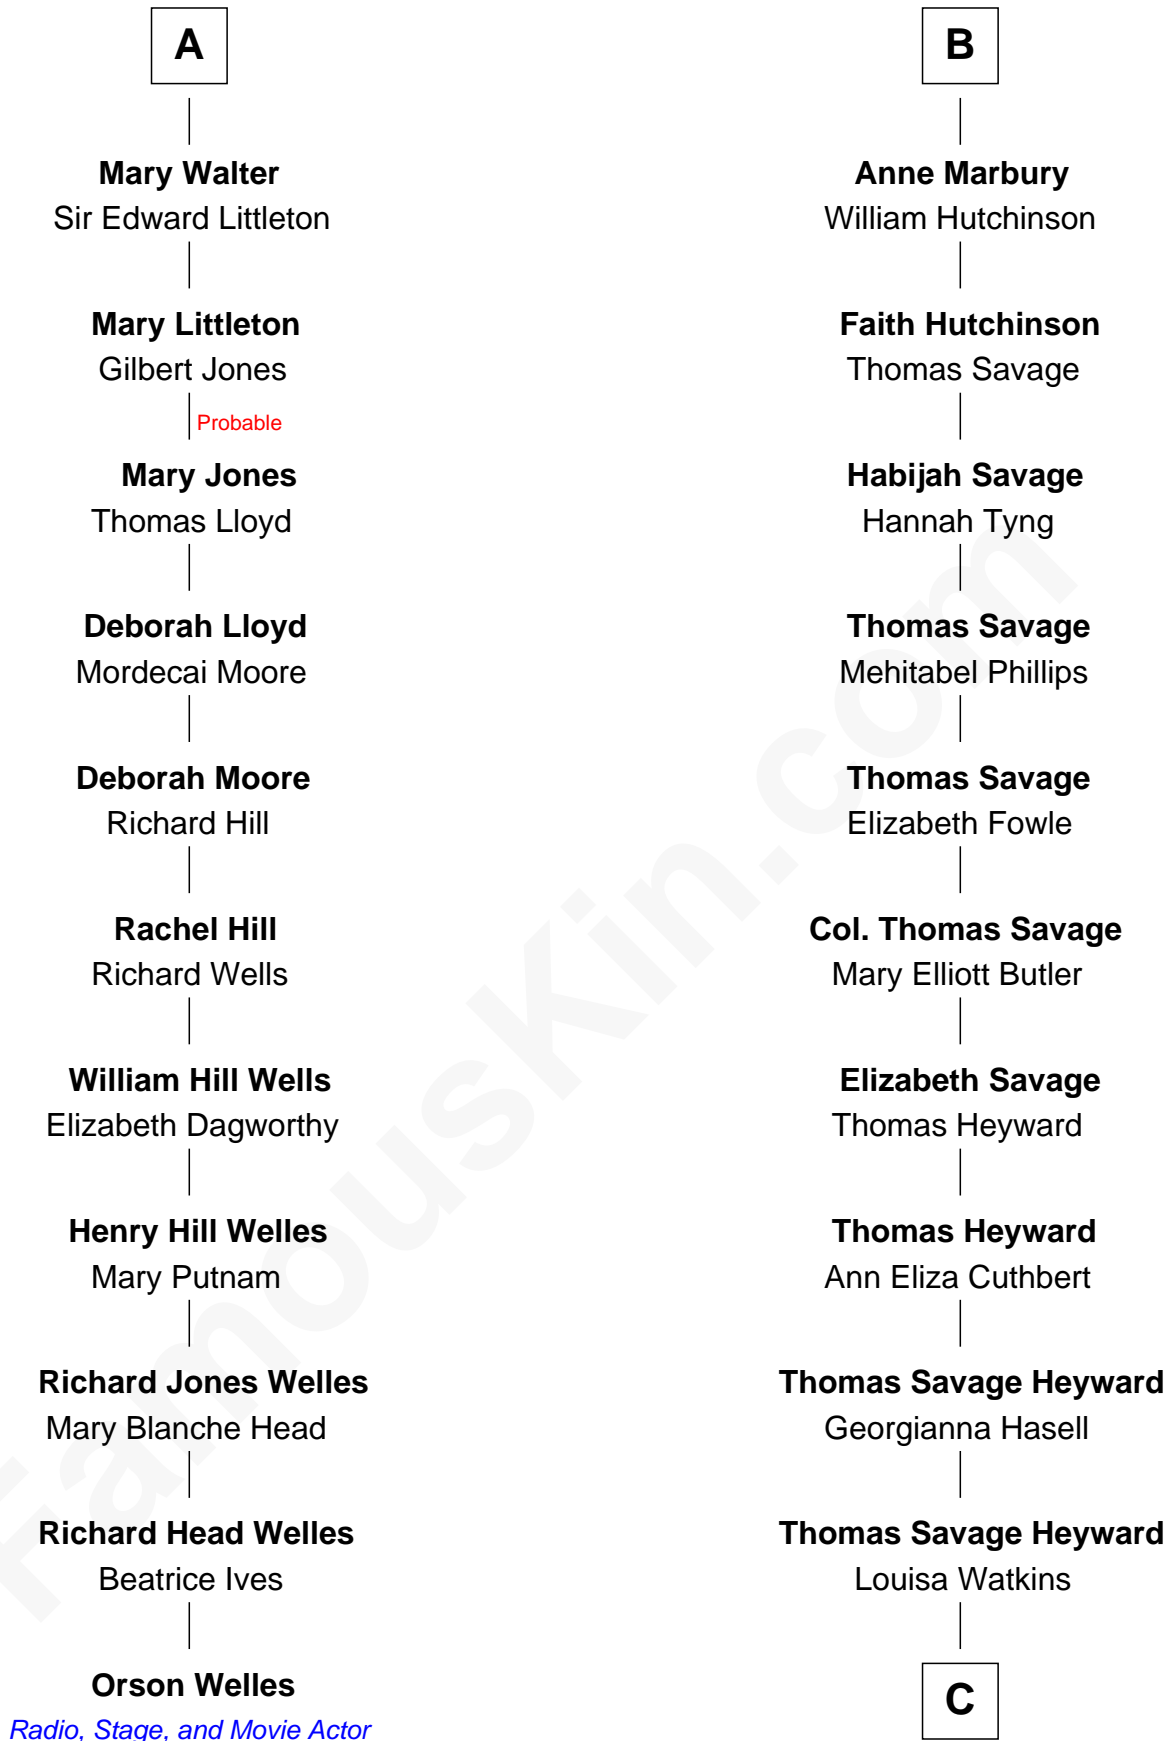 A
Mary Walter
Sir Edward Littleton
Mary Littleton
Gilbert Jones
Probable
Mary Jones
Thomas Lloyd
Deborah Lloyd
Mordecai Moore
Deborah Moore
Richard Hill
Rachel Hill
Richard Wells
William Hill Wells
Elizabeth Dagworthy
Henry Hill Welles
Mary Putnam
Richard Jones Welles
Mary Blanche Head
Richard Head Welles
Beatrice Ives
Orson Welles
Radio, Stage, and Movie Actor
B
Anne Marbury
William Hutchinson
Faith Hutchinson
Thomas Savage
Habijah Savage
Hannah Tyng
Thomas Savage
Mehitabel Phillips
Thomas Savage
Elizabeth Fowle
Col. Thomas Savage
Mary Elliott Butler
Elizabeth Savage
Thomas Heyward
Thomas Heyward
Ann Eliza Cuthbert
Thomas Savage Heyward
Georgianna Hasell
Thomas Savage Heyward
Louisa Watkins
C
FamousKin.com